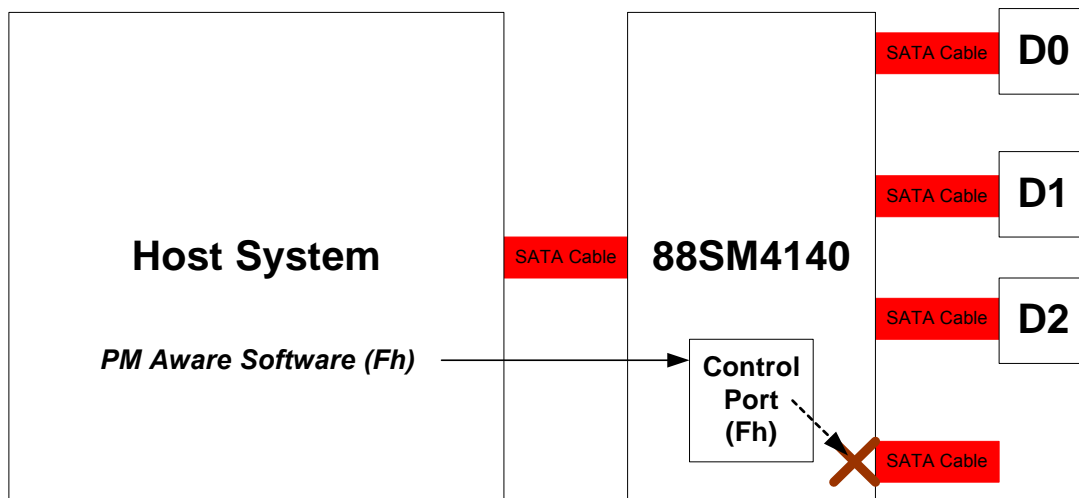 SATA Cable
D0
SATA Cable
D1
Host System
SATA Cable
88SM4140
SATA Cable
D2
PM Aware Software (Fh)
Control
Port
(Fh)
SATA Cable